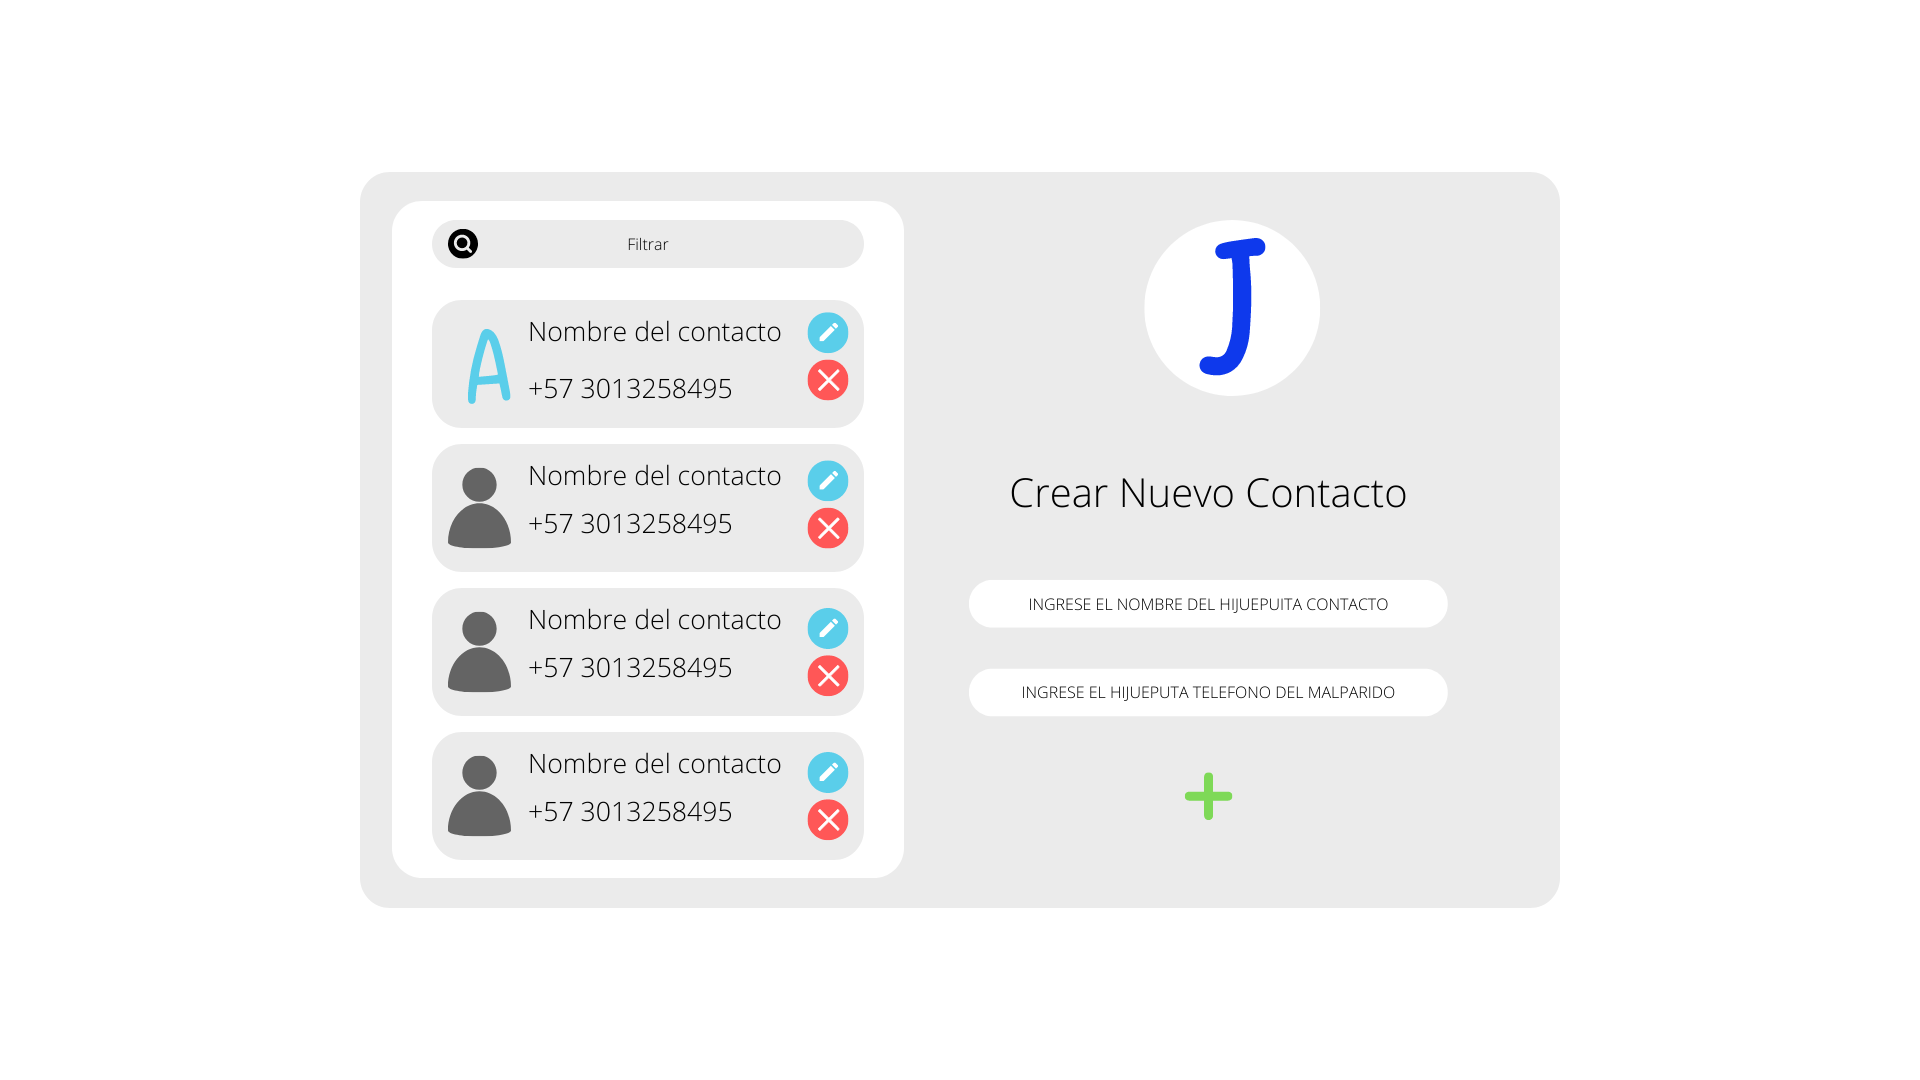 Filtrar
A
Nombre del contacto
+57 3013258495
Nombre del contacto
+57 3013258495
Nombre del contacto
+57 3013258495
Nombre del contacto
+57 3013258495
J
Crear Nuevo Contacto
INGRESE EL NOMBRE DEL HIJUEPUITA CONTACTO
INGRESE EL HIJUEPUTA TELEFONO DEL MALPARIDO